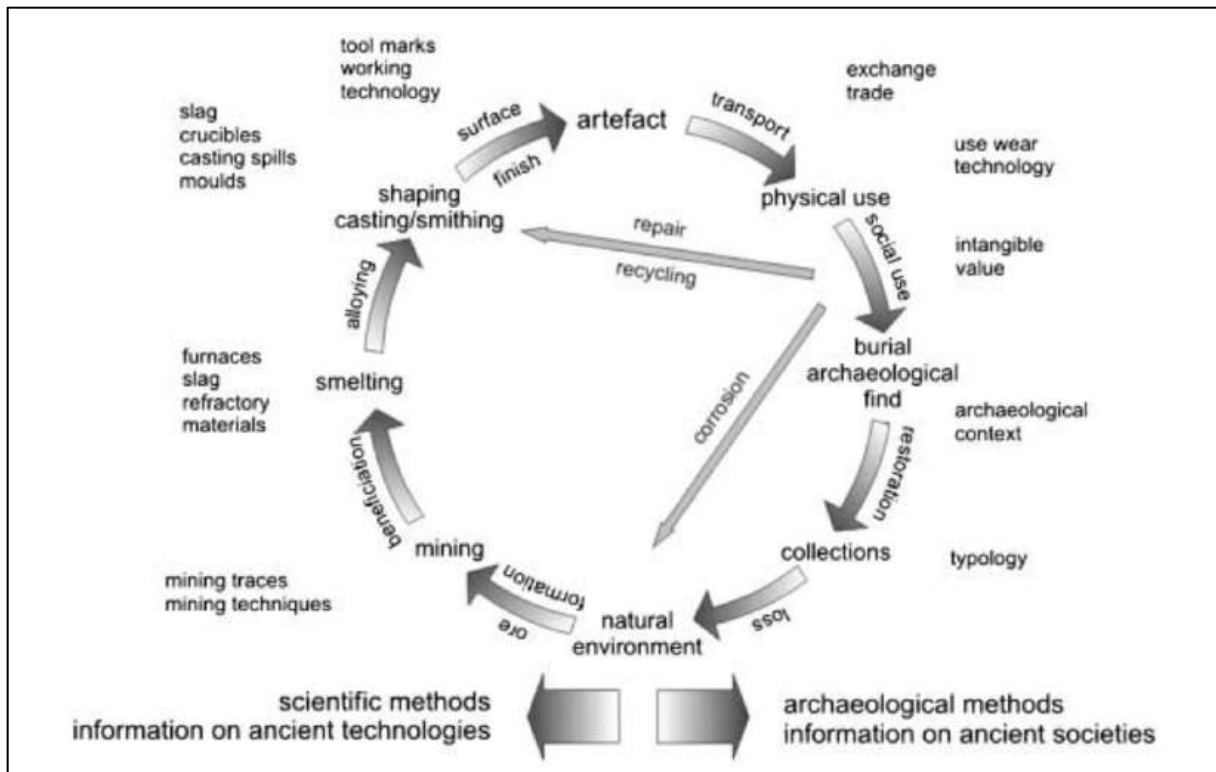 tool marks
working
technology
exchange
trade
slag
crucibles
casting spills
moulds
surface
finish
artefact
transport
use wear
technology
shaping
casting/smithing
physical use
repair
recycling
social use
intangible
value
alloying
furnaces
slag
refractory
materials
smelting
burial
archaeological
find
corrosion
archaeological
context
beneficiation
restoration
mining
collections
typology
mining traces
mining techniques
formation
ore
natural
environment
loss
scientific methods
information on ancient technologies
archaeological methods
information on ancient societies